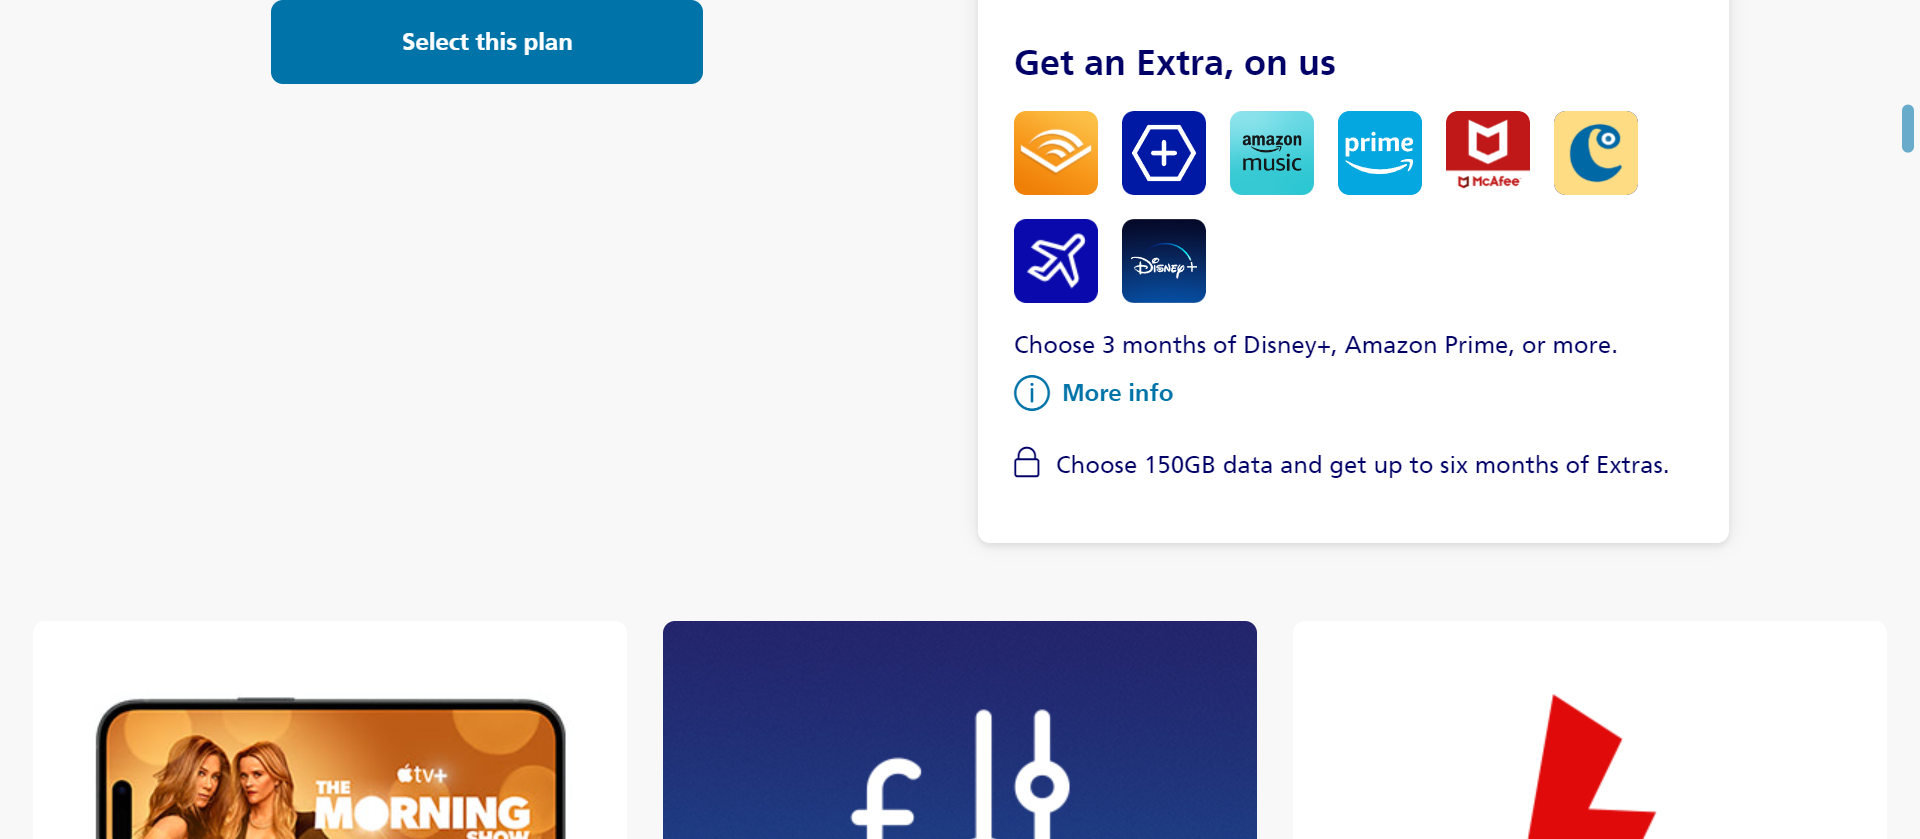 Select this plan
Get an Extra, on us
amazon
music
prime
McAfee
Disney+
Choose 3 months of Disney+, Amazon Prime, or more.
More info
Choose 150GB data and get up to six months of Extras.
tv+
THE
MORNING
SHOW
£